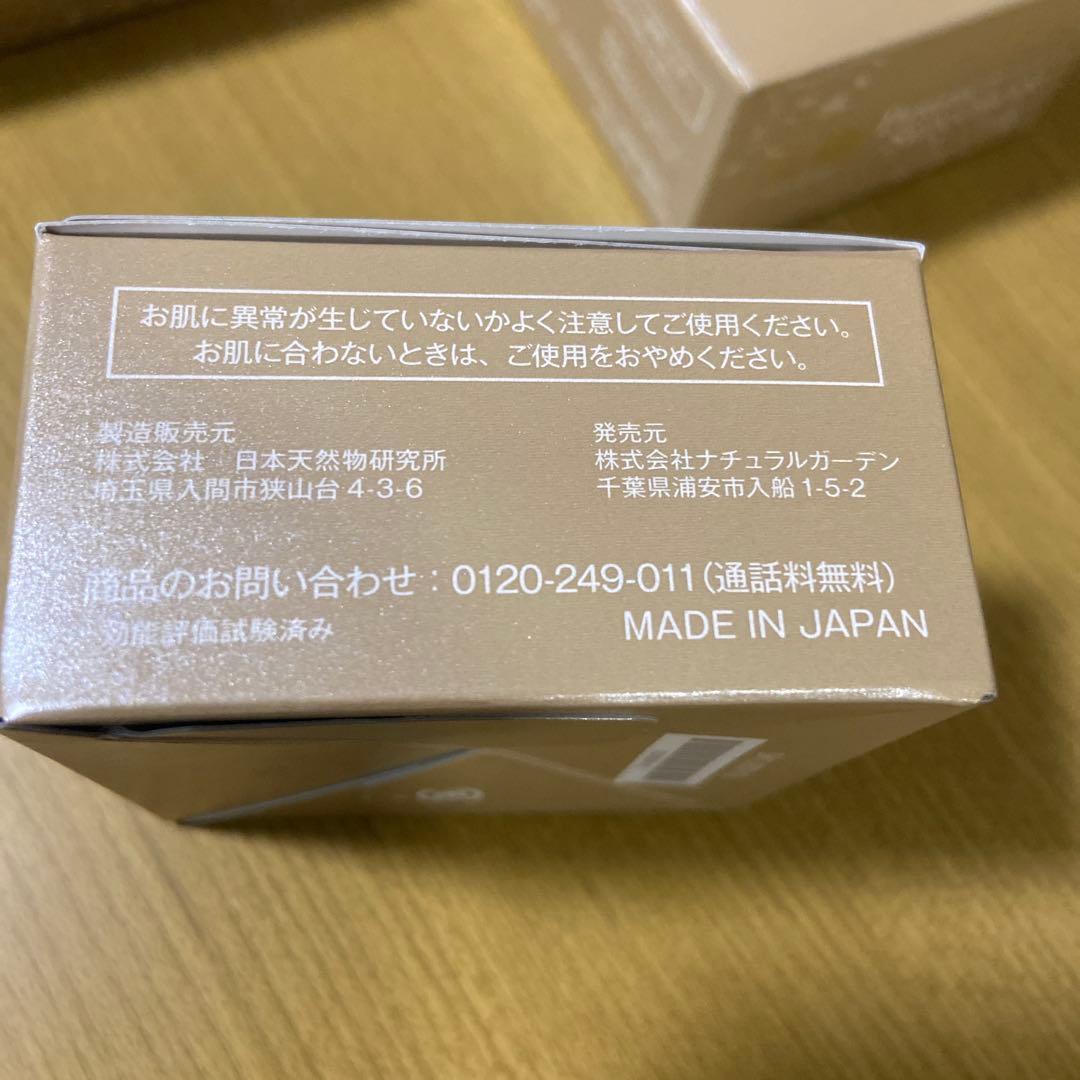 お肌に異常が生じていないかよく注意してご使用ください。
お肌に合わないときは、ご使用をおやめください。
製造販売元
株式会社 日本天然物研究所
埼玉県入間市狭山台4-3-6
発売元
株式会社ナチュラルガーデン
千葉県浦安市入船1-5-2
商品のお問い合わせ：0120-249-011（通話料無料）
効能評価試験済み
MADE IN JAPAN